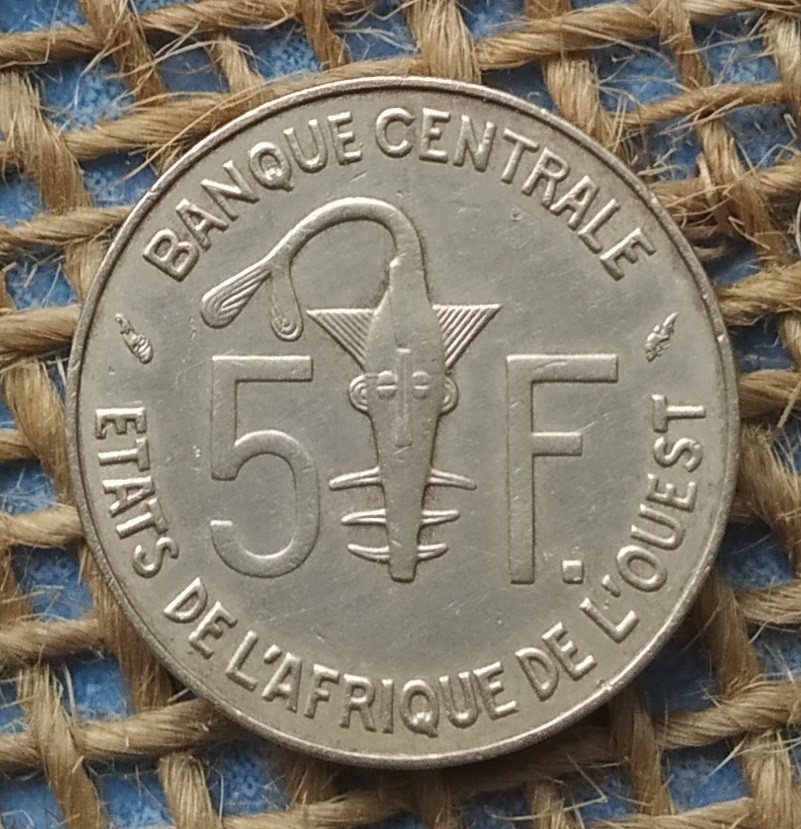 BANQUE CENTRALE
5 F.
ETATS DE L'AFRIQUE DE L'OUEST